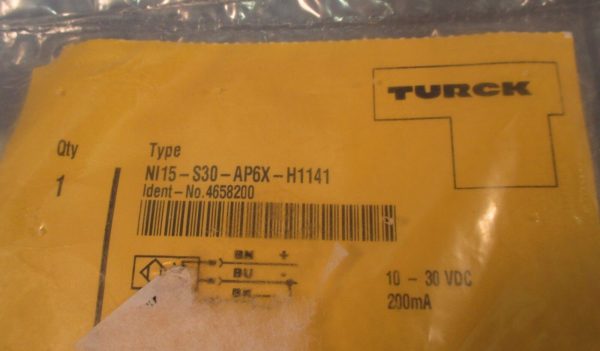 TURCK
Qty
Type
1
NI15-S30-AP6X-H1141
Ident-No.4658200
BN +
BU -
BK
10 - 30 VDC
200mA